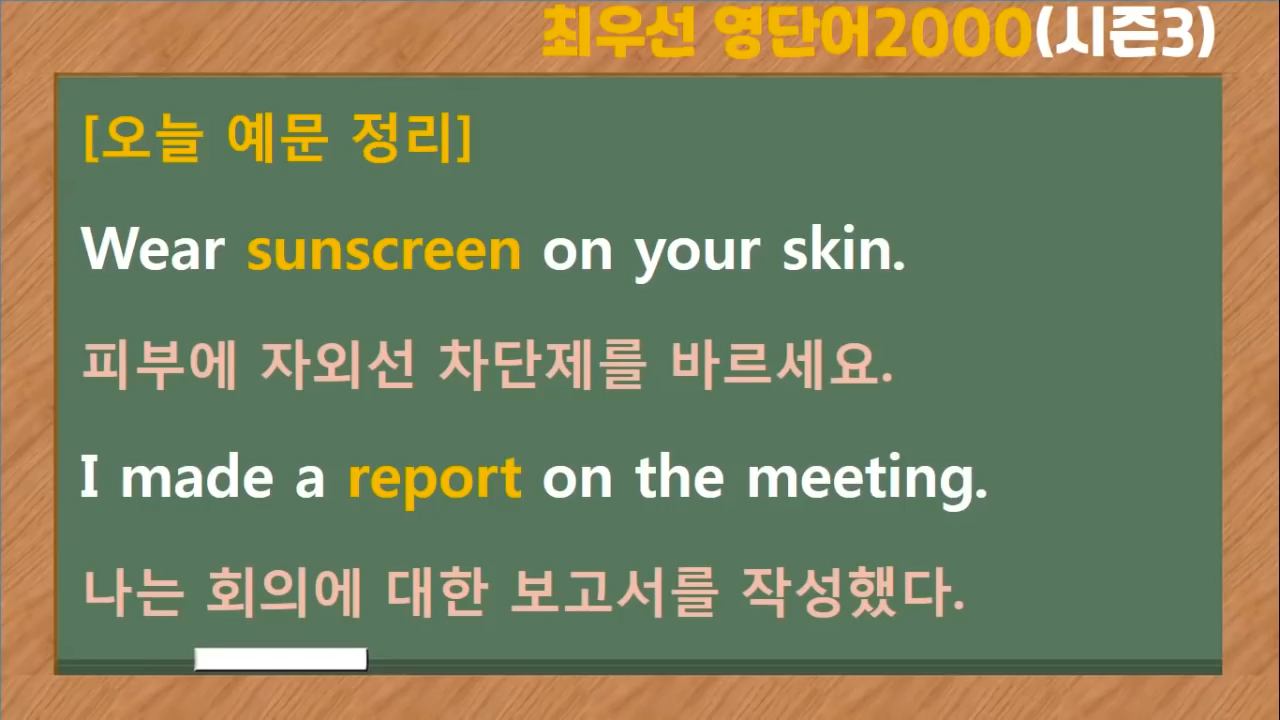 최우선 영단어2000(시즌3)
[오늘 예문 정리]
Wear sunscreen on your skin.
피부에 자외선 차단제를 바르세요.
I made a report on the meeting.
나는 회의에 대한 보고서를 작성했다.